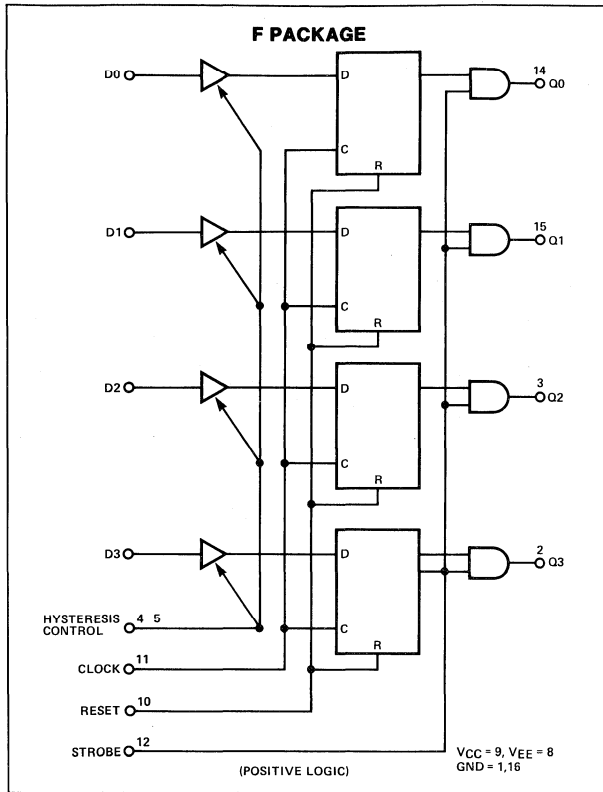 F PACKAGE
D0
D
14
Q0
C
R
D1
D
15
Q1
C
R
D2
D
3
Q2
C
R
D3
D
2
Q3
HYSTERESIS CONTROL
4 5
C
CLOCK
11
R
RESET
10
STROBE
12
(POSITIVE LOGIC)
VCC = 9, VEE = 8
GND = 1,16